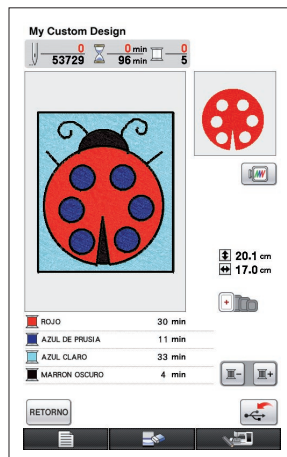 My Custom Design
0 0 min 0
53729 96 min 5
20.1 cm
17.0 cm
ROJO 30 min
AZUL DE PRUSIA 11 min
AZUL CLARO 33 min
MARRON OSCURO 4 min
RETORNO